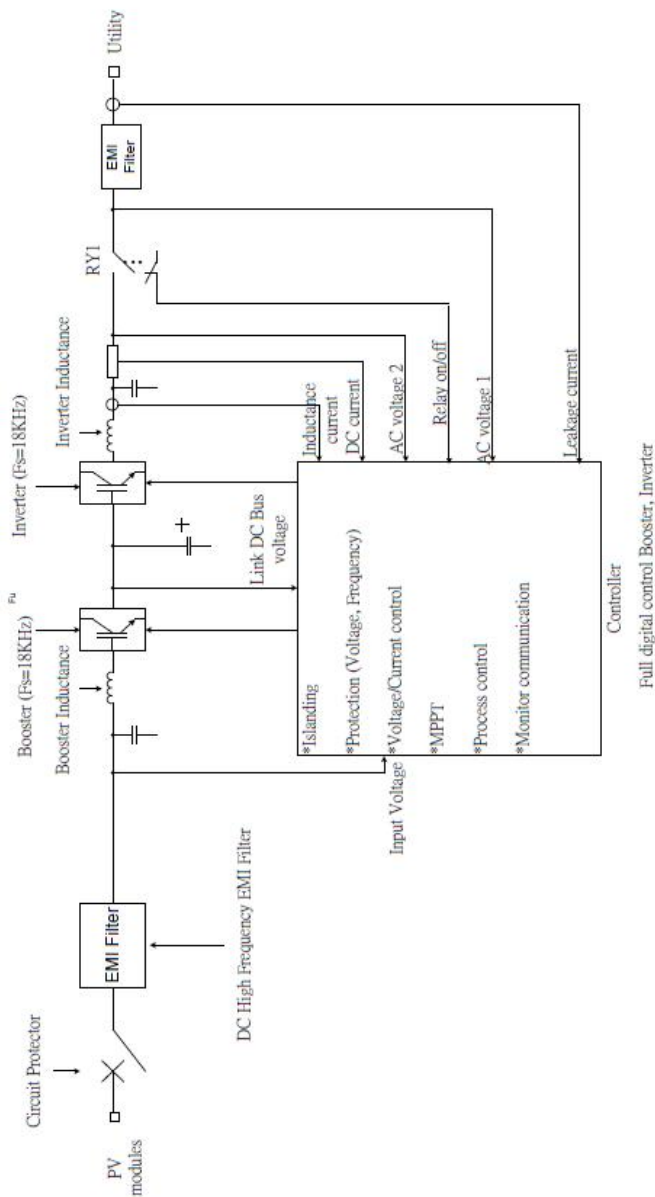 PV
modules
Circuit Protector
EMI Filter
DC High Frequency EMI Filter
Booster (Fs=18KHz)
Fu
Booster Inductance
Inverter (Fs=18KHz)
Inverter Inductance
RY1
EMI
Filter
Utility
Input Voltage
Link DC Bus
voltage
Inductance
current
DC current
AC voltage 2
Relay on/off
AC voltage 1
Leakage current
*Islanding
*Protection (Voltage, Frequency)
*Voltage/Current control
*MPPT
*Process control
*Monitor communication
Controller
Full digital control Booster, Inverter